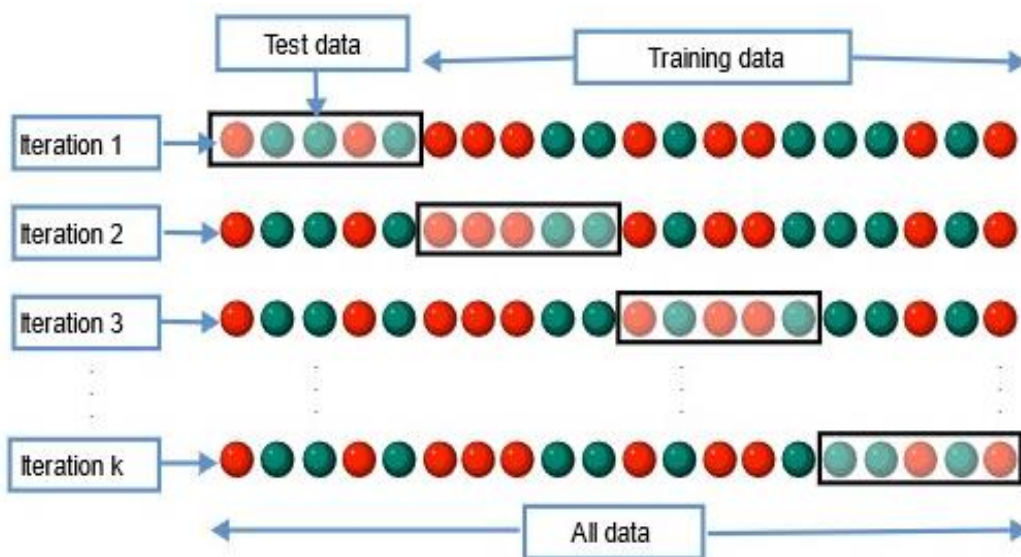 Test data
Training data
Iteration 1
Iteration 2
Iteration 3
Iteration k
All data